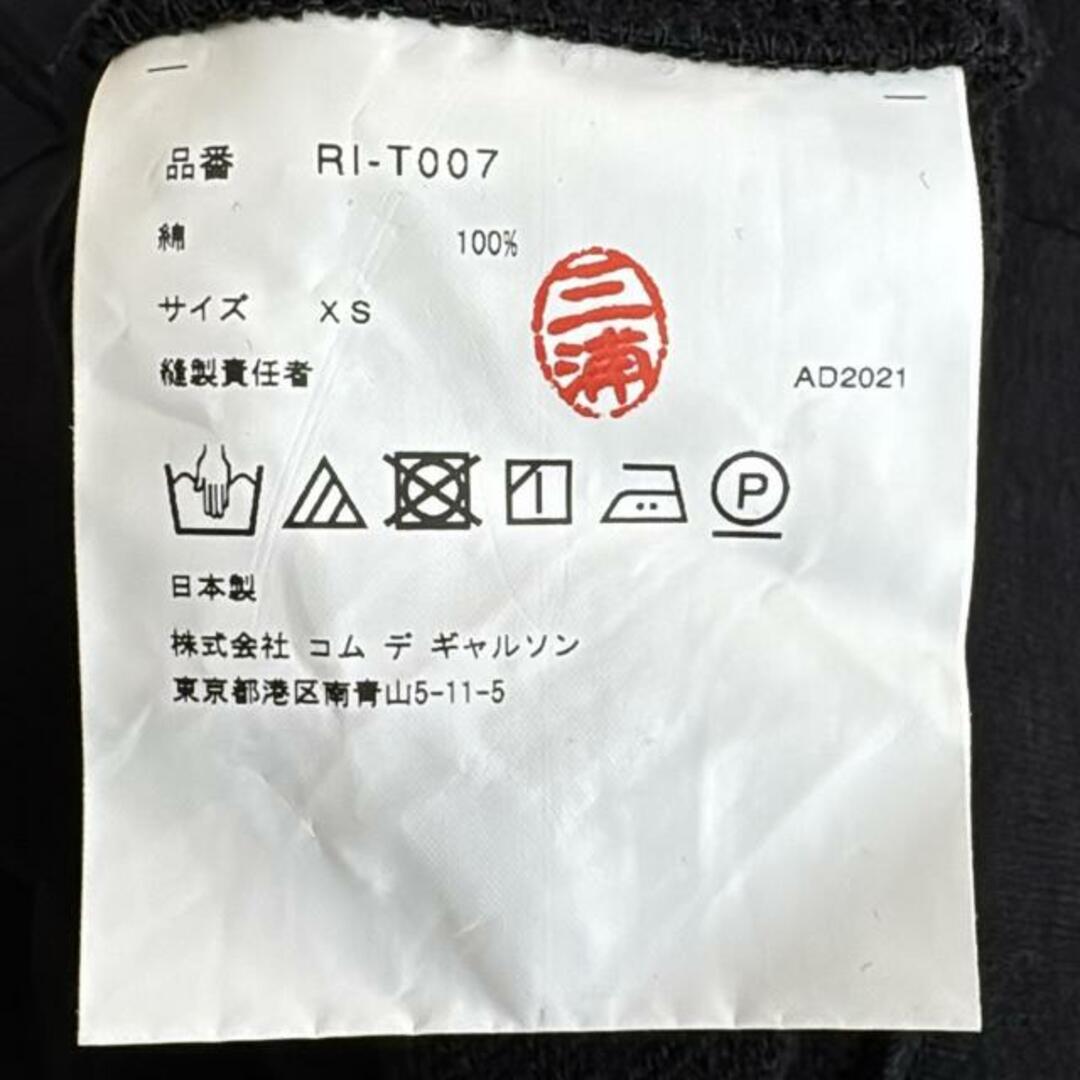 品番 RI-T007
綿 100%
サイズ XS
三浦
縫製責任者 AD2021
P
日本製
株式会社 コム デ ギャルソン
東京都港区南青山5-11-5